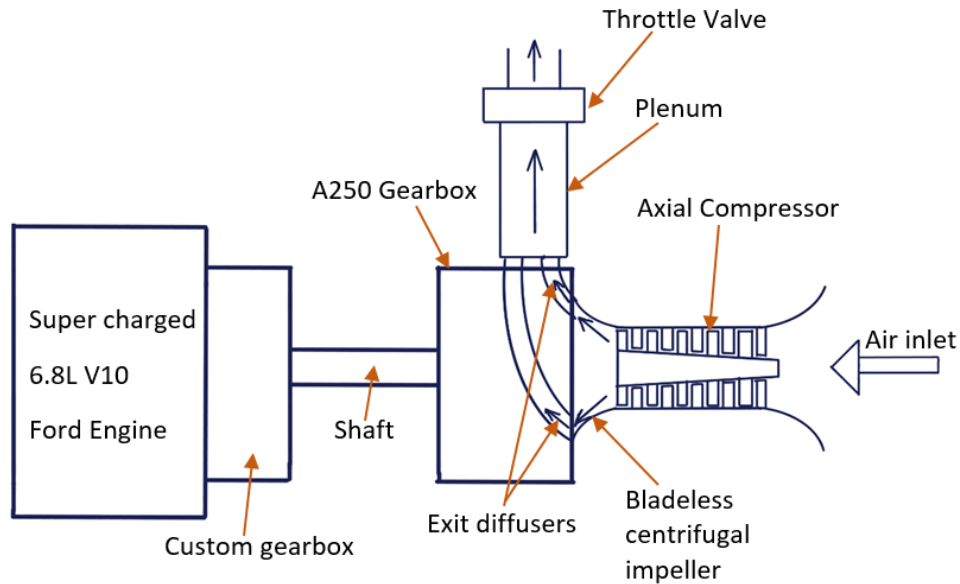 Throttle Valve
Plenum
A250 Gearbox
Axial Compressor
Super charged
6.8L V10
Ford Engine
Air inlet
Shaft
Exit diffusers
Bladeless
centrifugal
impeller
Custom gearbox